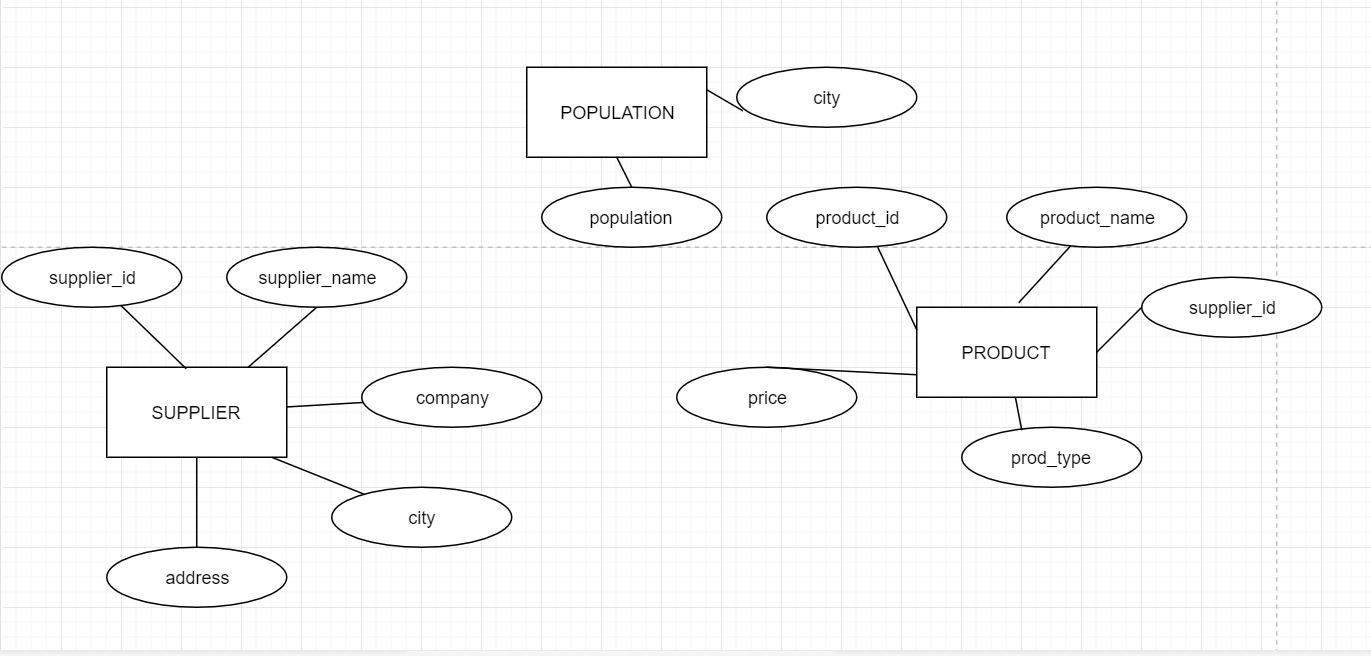 POPULATION
city
population
product_id
product_name
supplier_id
supplier_name
supplier_id
PRODUCT
SUPPLIER
company
price
prod_type
city
address